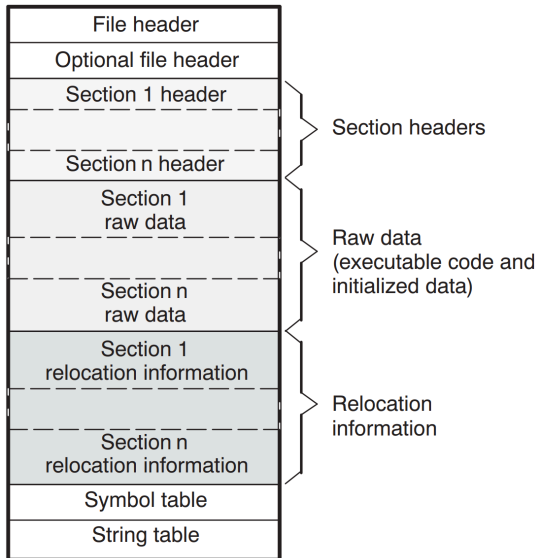 File header
Optional file header
Section 1 header
Section headers
Section n header
Section 1
raw data
Raw data
(executable code and
initialized data)
Section n
raw data
Section 1
relocation information
Relocation
information
Section n
relocation information
Symbol table
String table